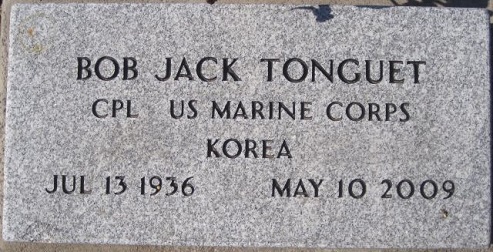 BOB JACK TONGUET
CPL US MARINE CORPS
KOREA
JUL 13 1936 MAY 10 2009